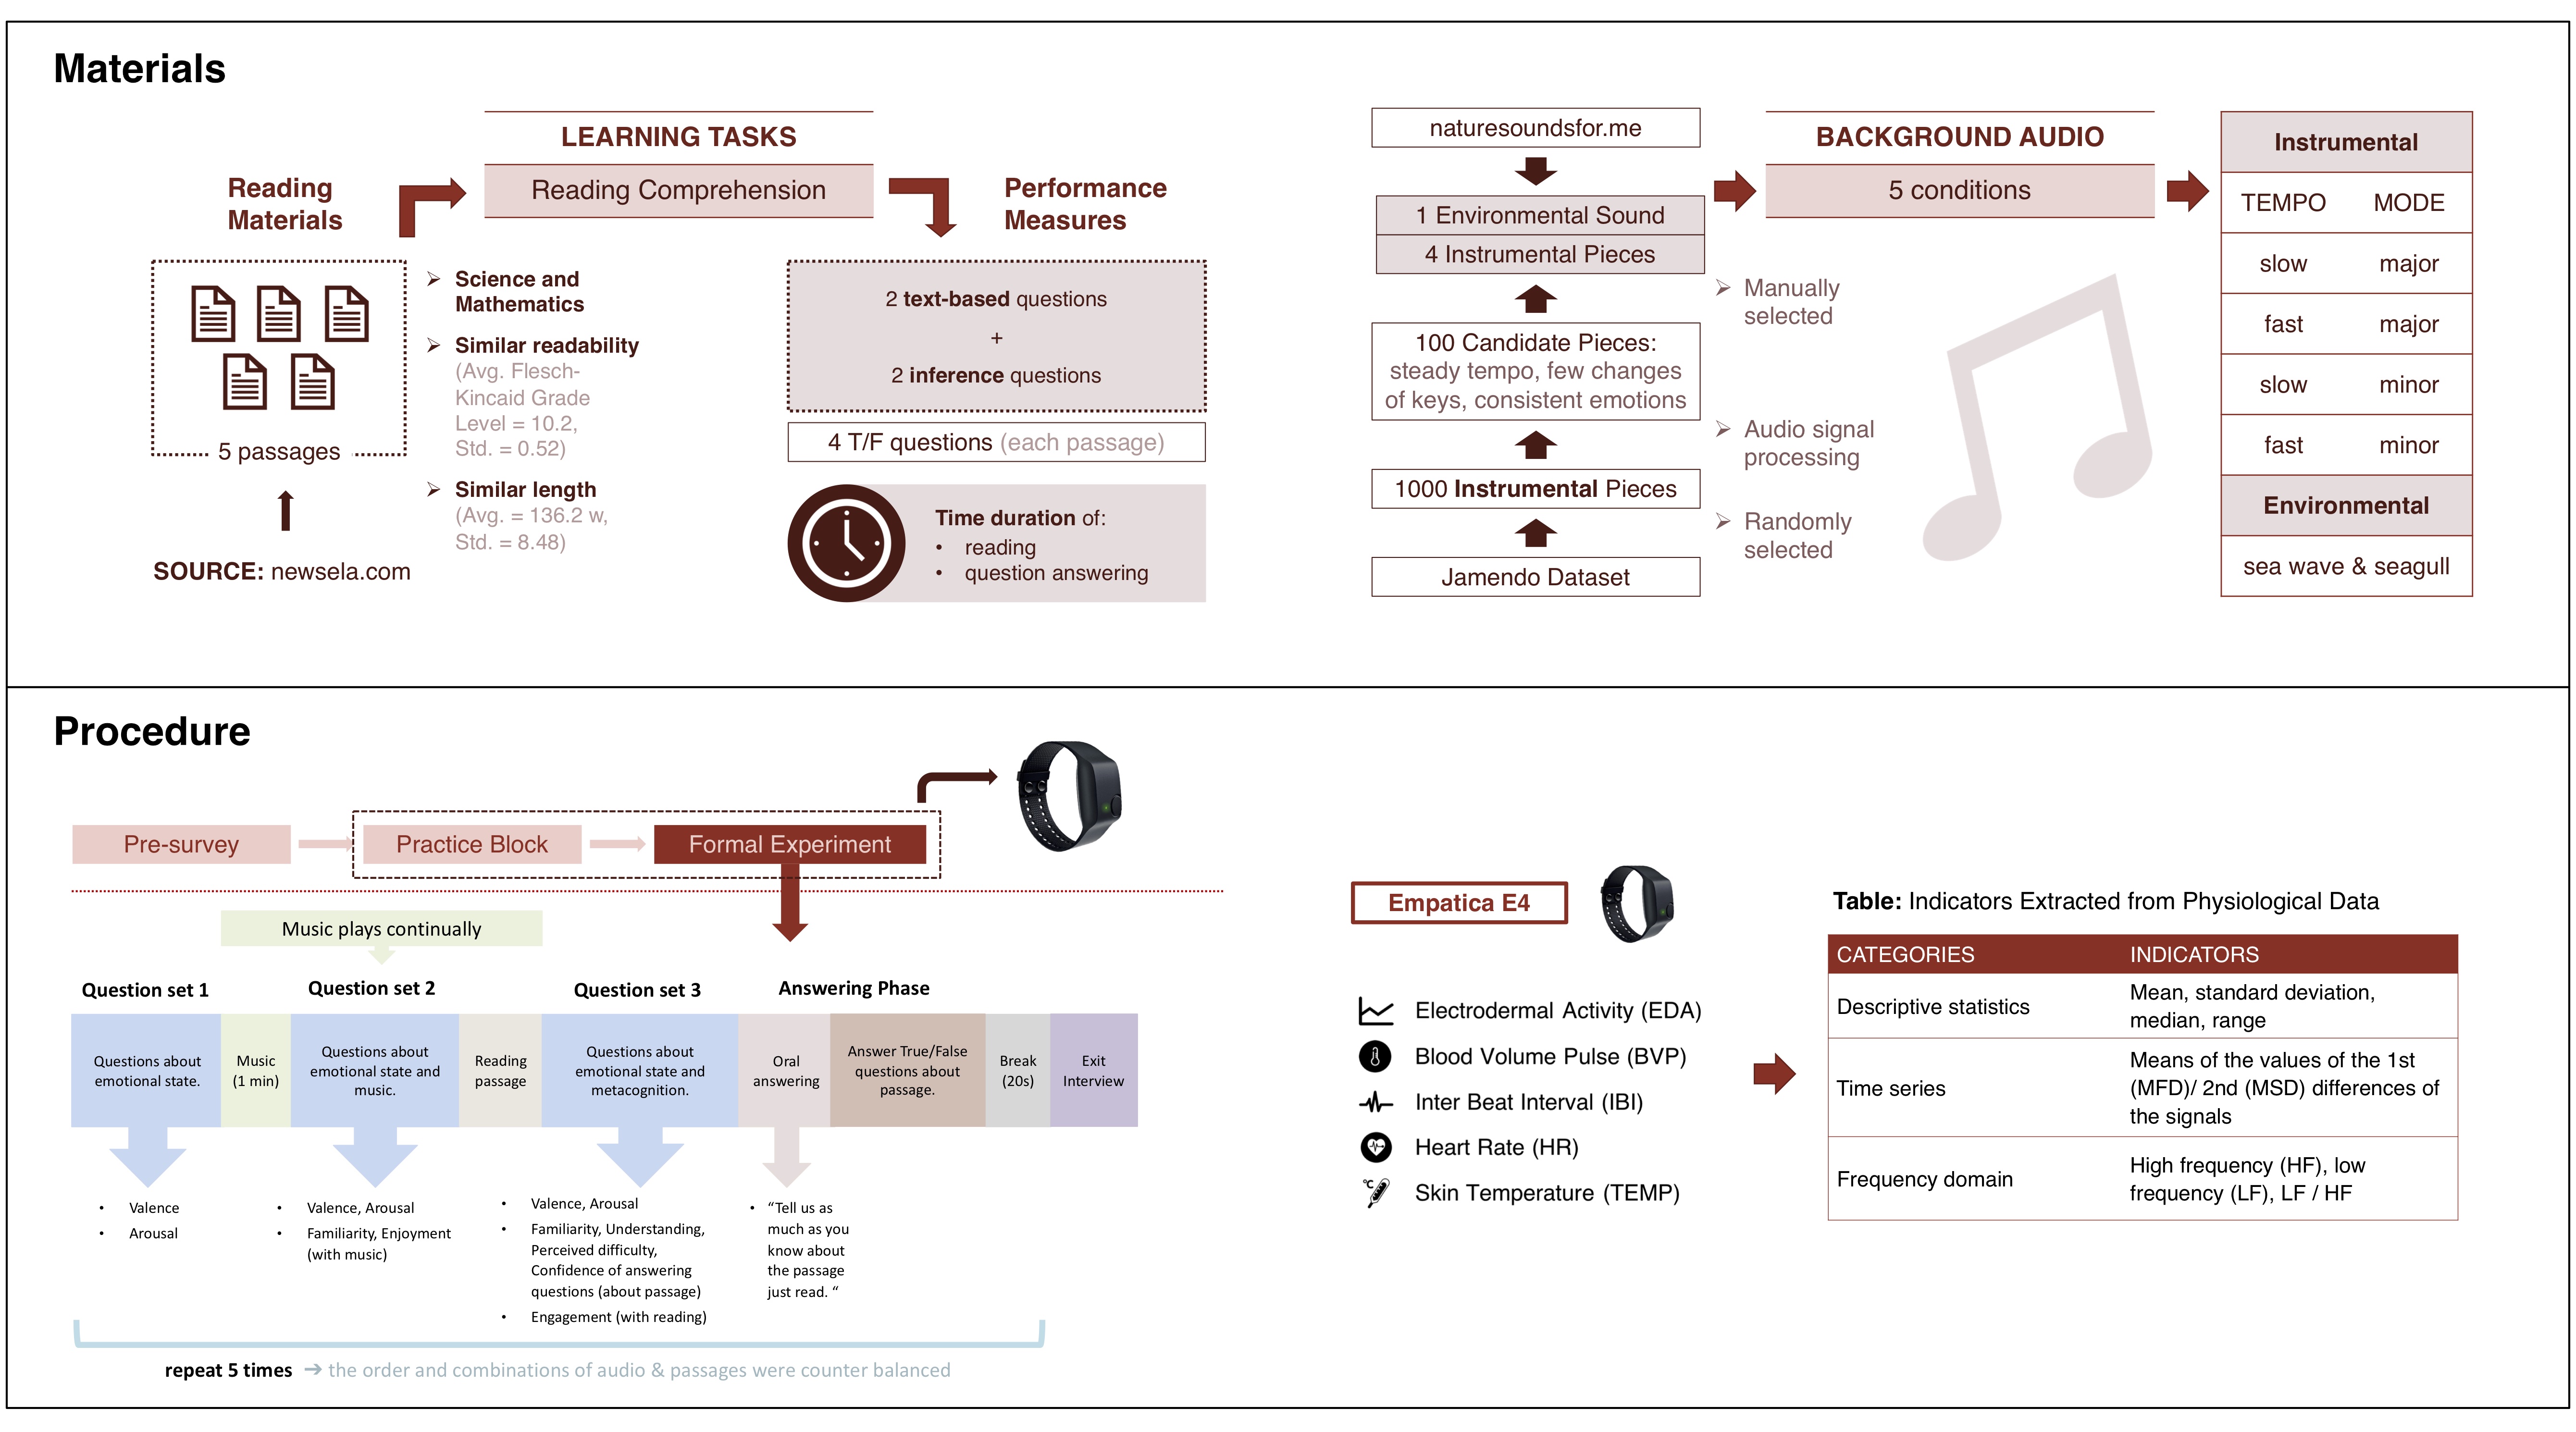 Materials
LEARNING TASKS
Reading Comprehension
Reading
Materials
5 passages
SOURCE: newsela.com
➢ Science and
Mathematics
➢ Similar readability
(Avg. Flesch-
Kincaid Grade
Level = 10.2,
Std. = 0.52)
➢ Similar length
(Avg. = 136.2 w,
Std. = 8.48)
Performance
Measures
2 text-based questions
+
2 inference questions
4 T/F questions (each passage)
Time duration of:
• reading
• question answering
naturesoundsfor.me
1 Environmental Sound
4 Instrumental Pieces
100 Candidate Pieces:
steady tempo, few changes
of keys, consistent emotions
1000 Instrumental Pieces
Jamendo Dataset
➢ Manually
selected
➢ Audio signal
processing
➢ Randomly
selected
BACKGROUND AUDIO
5 conditions
Instrumental
TEMPO MODE
slow major
fast major
slow minor
fast minor
Environmental
sea wave & seagull
Procedure
Pre-survey
Practice Block
Formal Experiment
Music plays continually
Question set 1
Question set 2
Question set 3
Answering Phase
Questions about
emotional state.
Music
(1 min)
Questions about
emotional state and
music.
Reading
passage
Questions about
emotional state and
metacognition.
Oral
answering
Answer True/False
questions about
passage.
Break
(20s)
Exit
Interview
• Valence
• Arousal
• Valence, Arousal
• Familiarity, Enjoyment
(with music)
• Valence, Arousal
• Familiarity, Understanding,
Perceived difficulty,
Confidence of answering
questions (about passage)
• Engagement (with reading)
• “Tell us as
much as you
know about
the passage
just read. “
repeat 5 times ➔ the order and combinations of audio & passages were counter balanced
Empatica E4
Electrodermal Activity (EDA)
Blood Volume Pulse (BVP)
Inter Beat Interval (IBI)
Heart Rate (HR)
°C
Skin Temperature (TEMP)
Table: Indicators Extracted from Physiological Data
CATEGORIES INDICATORS
Descriptive statistics
Mean, standard deviation,
median, range
Time series
Means of the values of the 1st
(MFD)/ 2nd (MSD) differences of
the signals
Frequency domain
High frequency (HF), low
frequency (LF), LF / HF